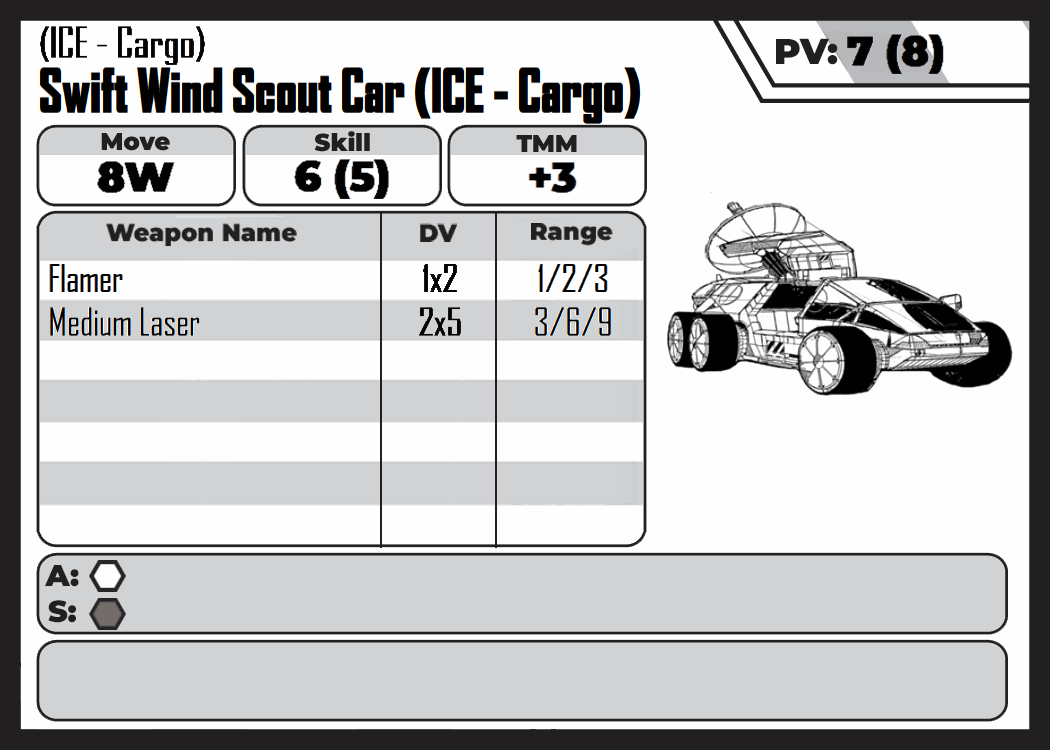 (ICE - Cargo)
Swift Wind Scout Car (ICE - Cargo)
PV: 7 (8)
Move Skill TMM
8W 6 (5) +3
Weapon Name DV Range
Flamer 1x2 1/2/3
Medium Laser 2x5 3/6/9
A:
S: